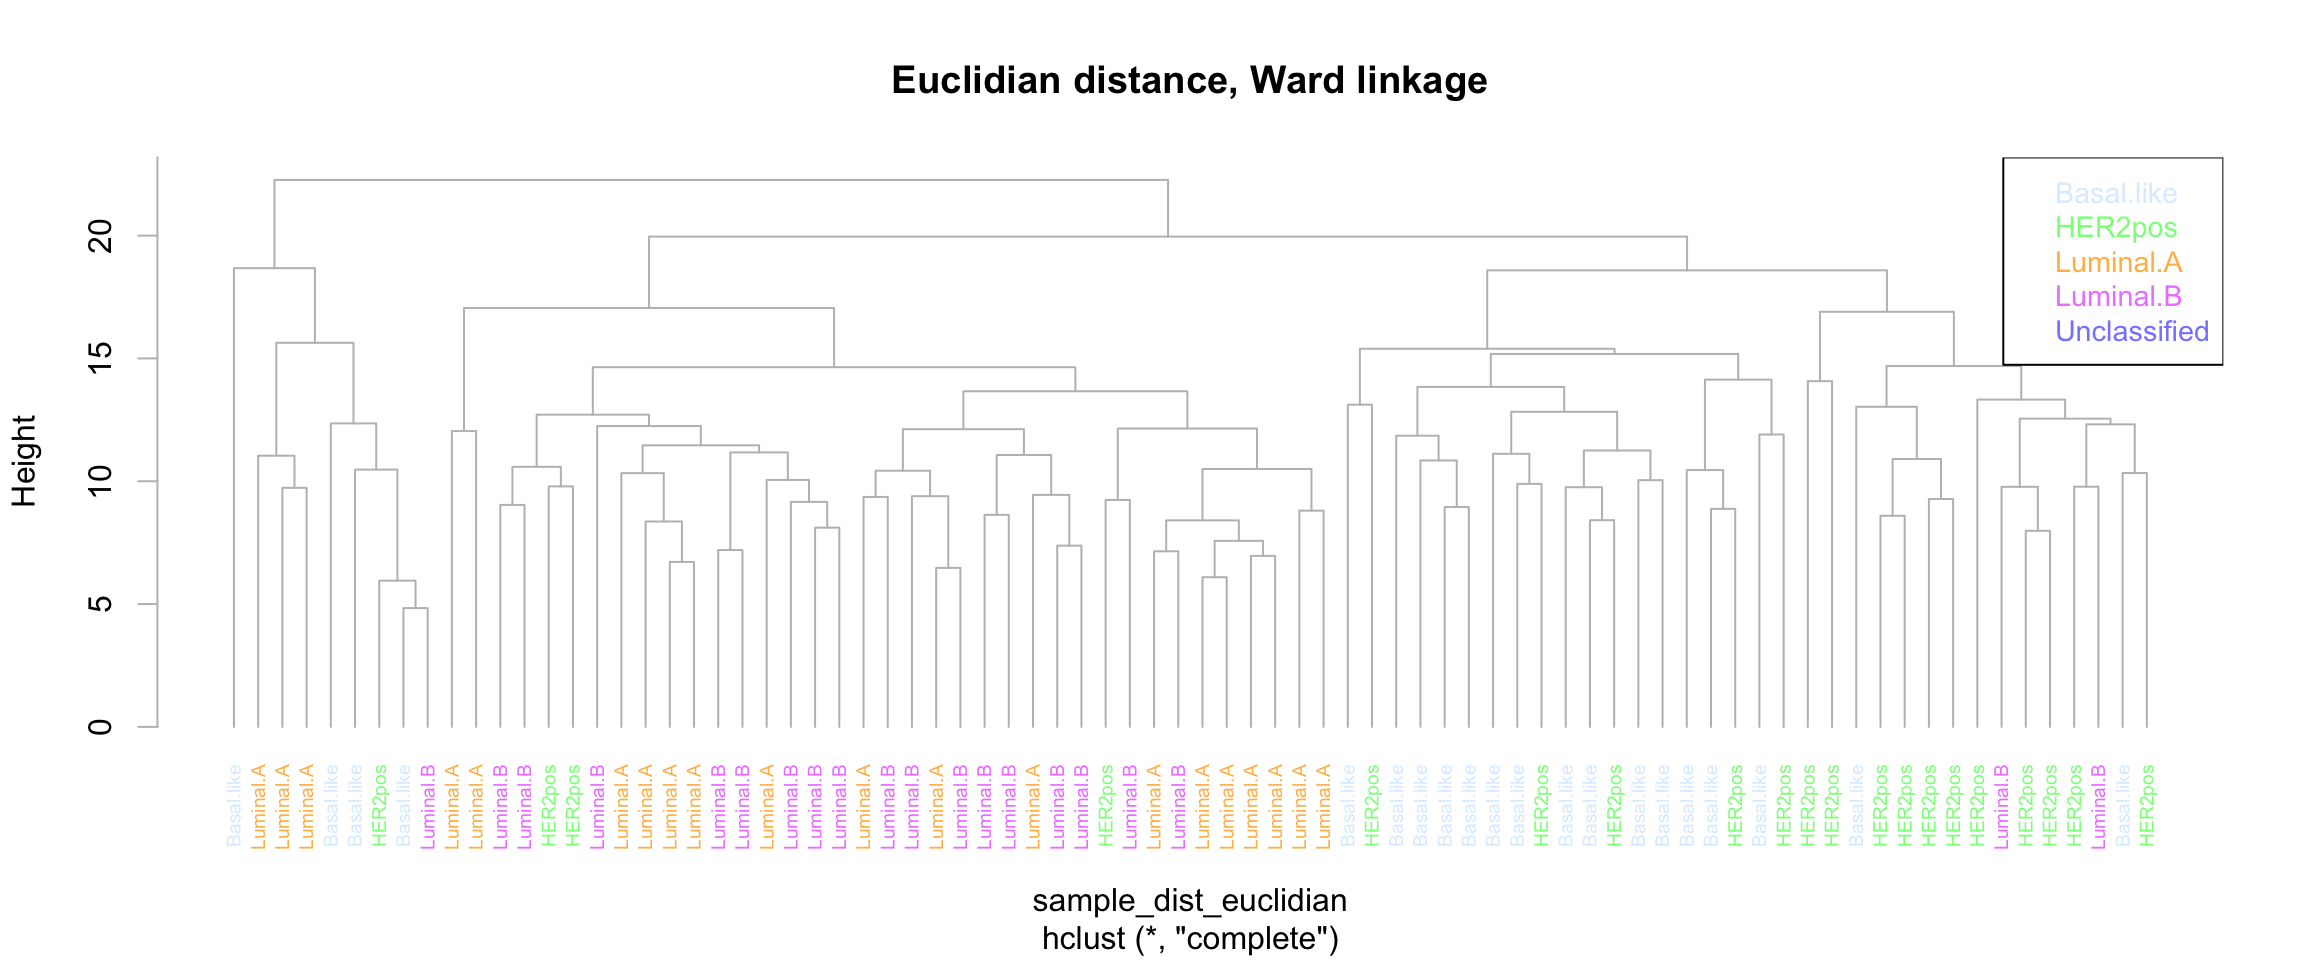 Euclidian distance, Ward linkage
Height
20
15
10
5
0
Basal.like
HER2pos
Luminal.A
Luminal.B
Unclassified
Basal.like
Luminal.A
Luminal.A
Luminal.A
Basal.like
Basal.like
HER2pos
Basal.like
Luminal.B
Luminal.A
Luminal.A
Luminal.B
Luminal.B
HER2pos
HER2pos
Luminal.B
Luminal.A
Luminal.A
Luminal.A
Luminal.A
Luminal.B
Luminal.B
Luminal.A
Luminal.B
Luminal.B
Luminal.B
Luminal.A
Luminal.B
Luminal.B
Luminal.A
Luminal.B
Luminal.B
Luminal.B
Luminal.A
Luminal.B
Luminal.B
HER2pos
Luminal.B
Luminal.A
Luminal.B
Luminal.A
Luminal.A
Luminal.A
Luminal.A
Luminal.A
Luminal.A
Basal.like
HER2pos
Basal.like
Basal.like
Basal.like
Basal.like
Basal.like
Basal.like
HER2pos
Basal.like
Basal.like
HER2pos
Basal.like
Basal.like
Basal.like
Basal.like
HER2pos
Basal.like
HER2pos
HER2pos
HER2pos
Basal.like
HER2pos
HER2pos
HER2pos
HER2pos
HER2pos
Luminal.B
HER2pos
HER2pos
HER2pos
Luminal.B
Basal.like
HER2pos
sample_dist_euclidian
hclust (*, "complete")